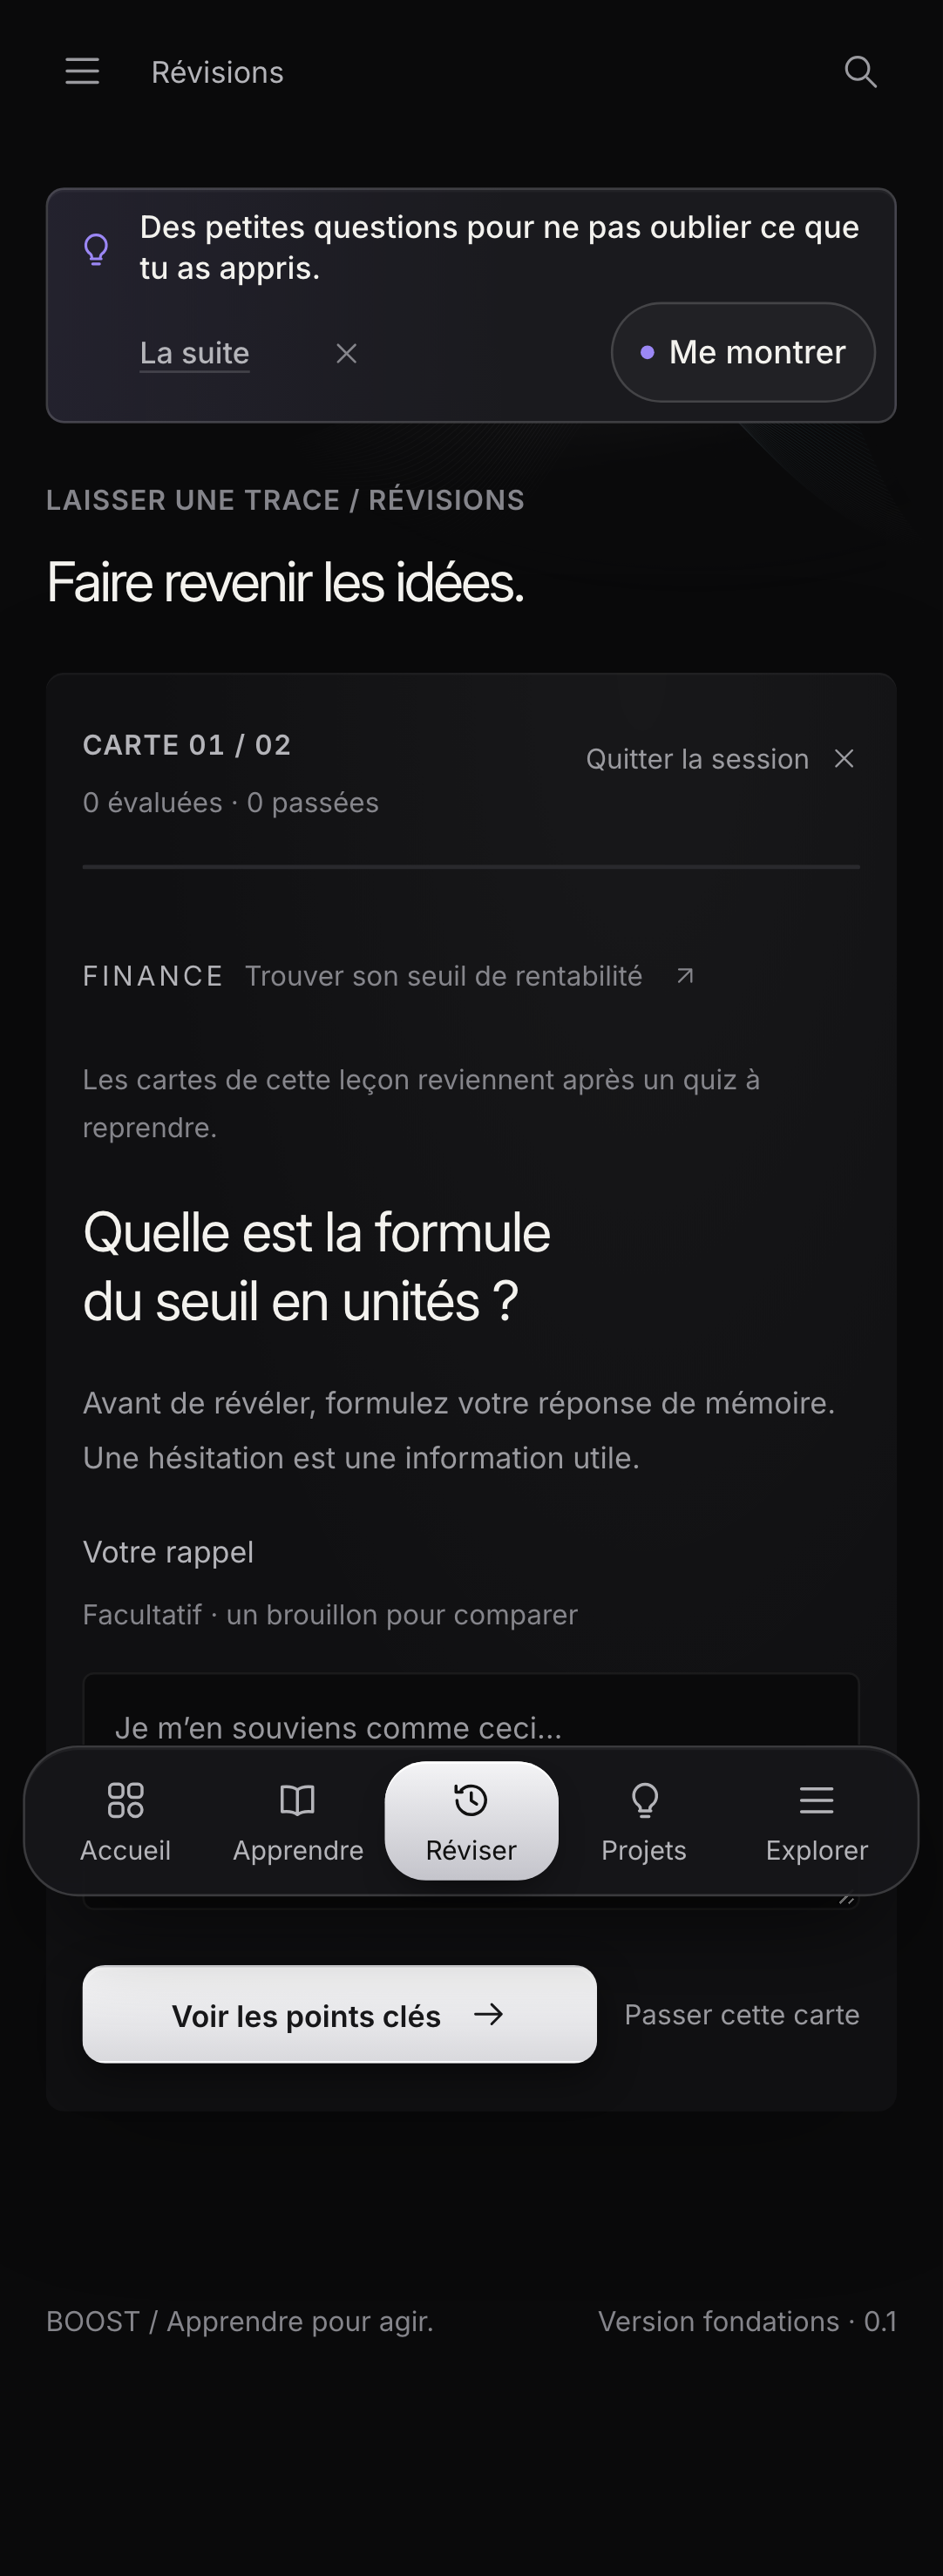 Révisions
Des petites questions pour ne pas oublier ce que
tu as appris.
La suite
Me montrer
LAISSER UNE TRACE / RÉVISIONS
Faire revenir les idées.
CARTE 01 / 02
Quitter la session
0 évaluées · 0 passées
FINANCE Trouver son seuil de rentabilité
Les cartes de cette leçon reviennent après un quiz à
reprendre.
Quelle est la formule
du seuil en unités ?
Avant de révéler, formulez votre réponse de mémoire.
Une hésitation est une information utile.
Votre rappel
Facultatif · un brouillon pour comparer
Je m’en souviens comme ceci…
Accueil
Apprendre
Réviser
Projets
Explorer
Voir les points clés
Passer cette carte
BOOST / Apprendre pour agir.
Version fondations · 0.1